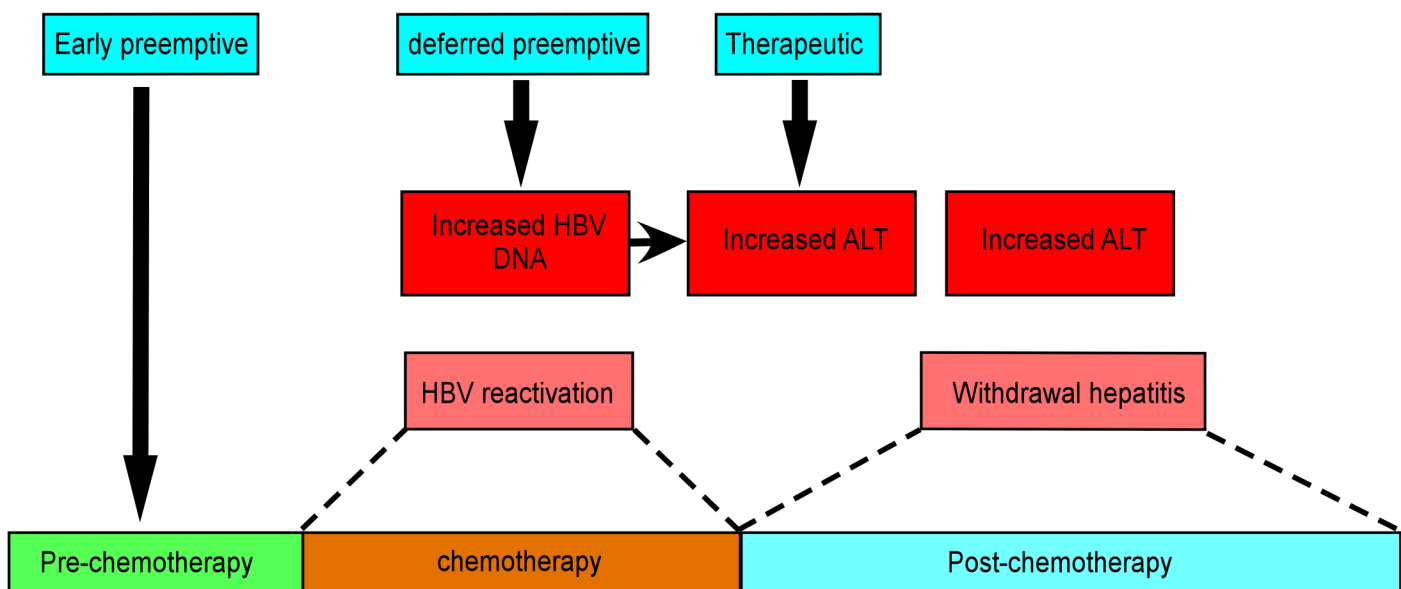 Early preemptive
deferred preemptive
Therapeutic
Increased HBV
DNA
Increased ALT
Increased ALT
HBV reactivation
Withdrawal hepatitis
Pre-chemotherapy
chemotherapy
Post-chemotherapy